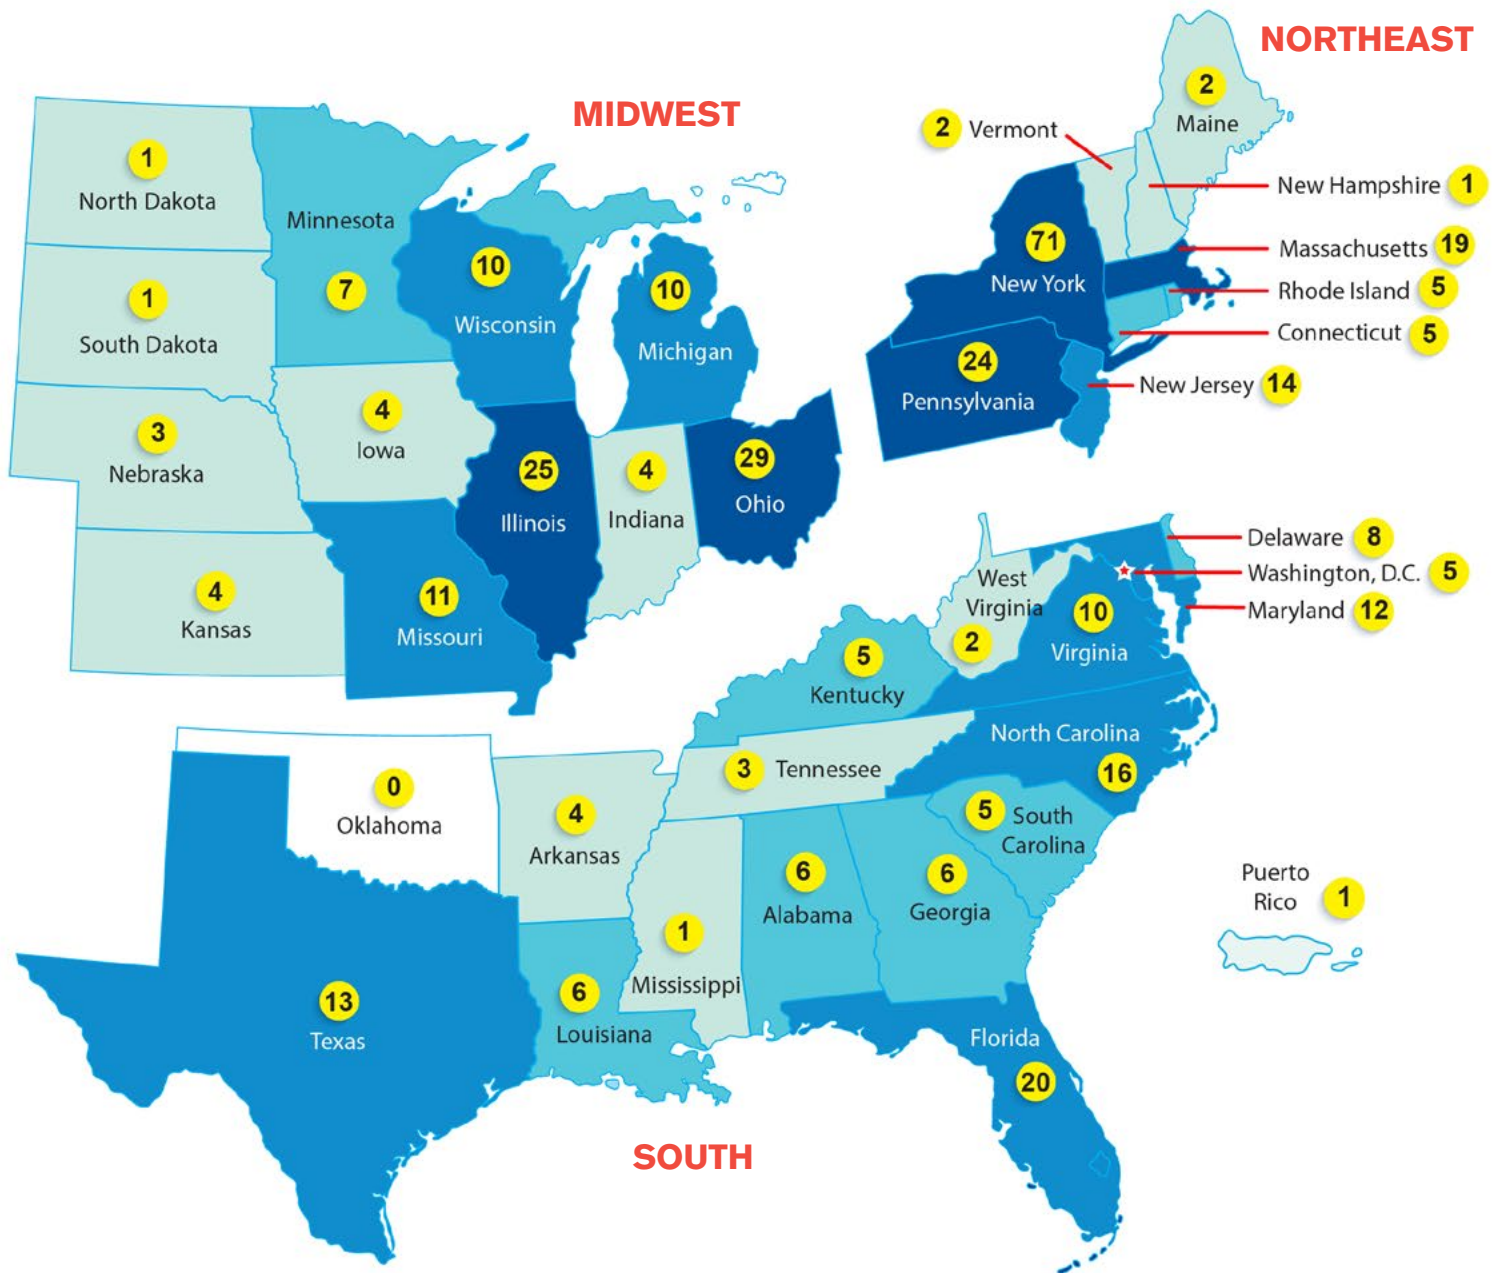 NORTHEAST
MIDWEST
2
Maine
2 Vermont
1
North Dakota
Minnesota
7
New Hampshire 1
71
New York
Massachusetts 19
10
Wisconsin
10
Michigan
1
South Dakota
Rhode Island 5
Connecticut 5
24
Pennsylvania
New Jersey 14
3
Nebraska
4
Iowa
25
Illinois
4
Indiana
29
Ohio
4
Kansas
11
Missouri
Delaware 8
Washington, D.C. 5
Maryland 12
West
Virginia
2
10
Virginia
5
Kentucky
North Carolina
16
3 Tennessee
0
Oklahoma
4
Arkansas
5 South
Carolina
6
Alabama
6
Georgia
Puerto
Rico 1
1
Mississippi
13
Texas
6
Louisiana
Florida
20
SOUTH